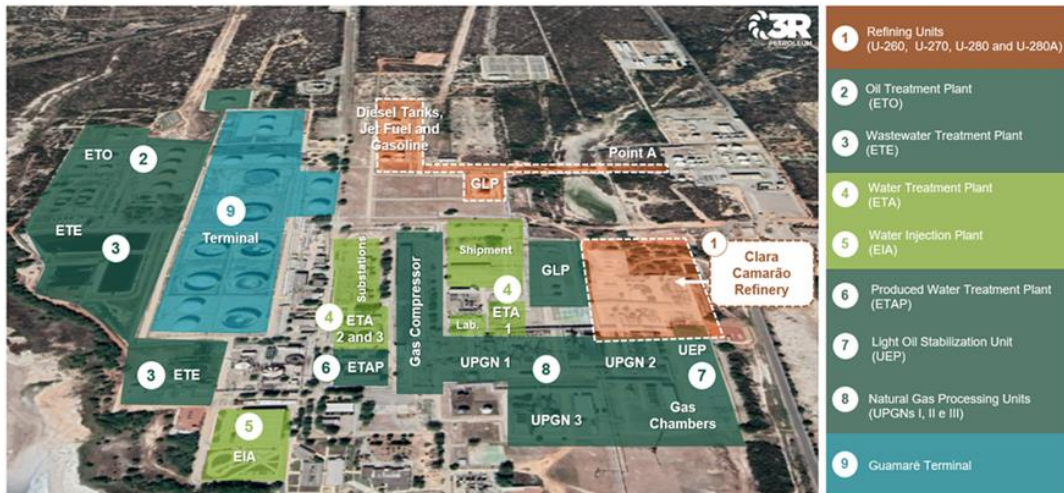 3R
PETROLEUM
Diesel Tanks,
Jet Fuel and
Gasoline
Point A
GLP
ETO
2
ETE
3
9
Terminal
Substations
4
ETA
2 and 3
6
ETAP
Gas Compressor
Shipment
4
ETA
1
Lab.
GLP
1
Clara
Camarão
Refinery
UPGN 1
8
UPGN 2
UEP
7
UPGN 3
Gas
Chambers
3
ETE
5
EIA
1
Refining Units
(U-260, U-270, U-280 and U-280A)
2
Oil Treatment Plant
(ETO)
3
Wastewater Treatment Plant
(ETE)
4
Water Treatment Plant
(ETA)
5
Water Injection Plant
(EIA)
6
Produced Water Treatment Plant
(ETAP)
7
Light Oil Stabilization Unit
(UEP)
8
Natural Gas Processing Units
(UPGNs I, II e III)
9
Guamaré Terminal